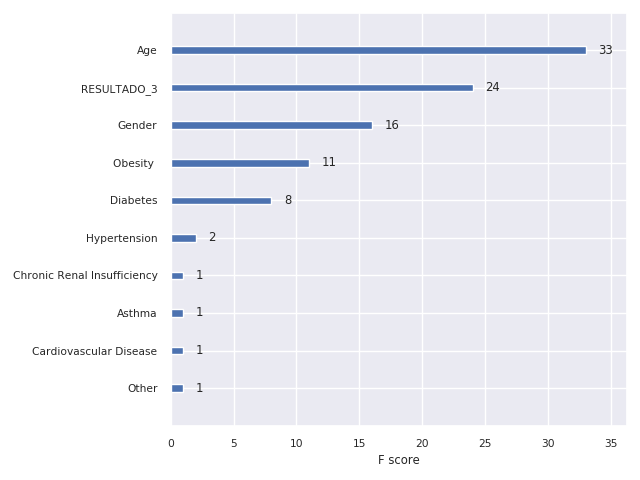 Age 33
RESULTADO_3 24
Gender 16
Obesity 11
Diabetes 8
Hypertension 2
Chronic Renal Insufficiency 1
Asthma 1
Cardiovascular Disease 1
Other 1
0 5 10 15 20 25 30 35
F score